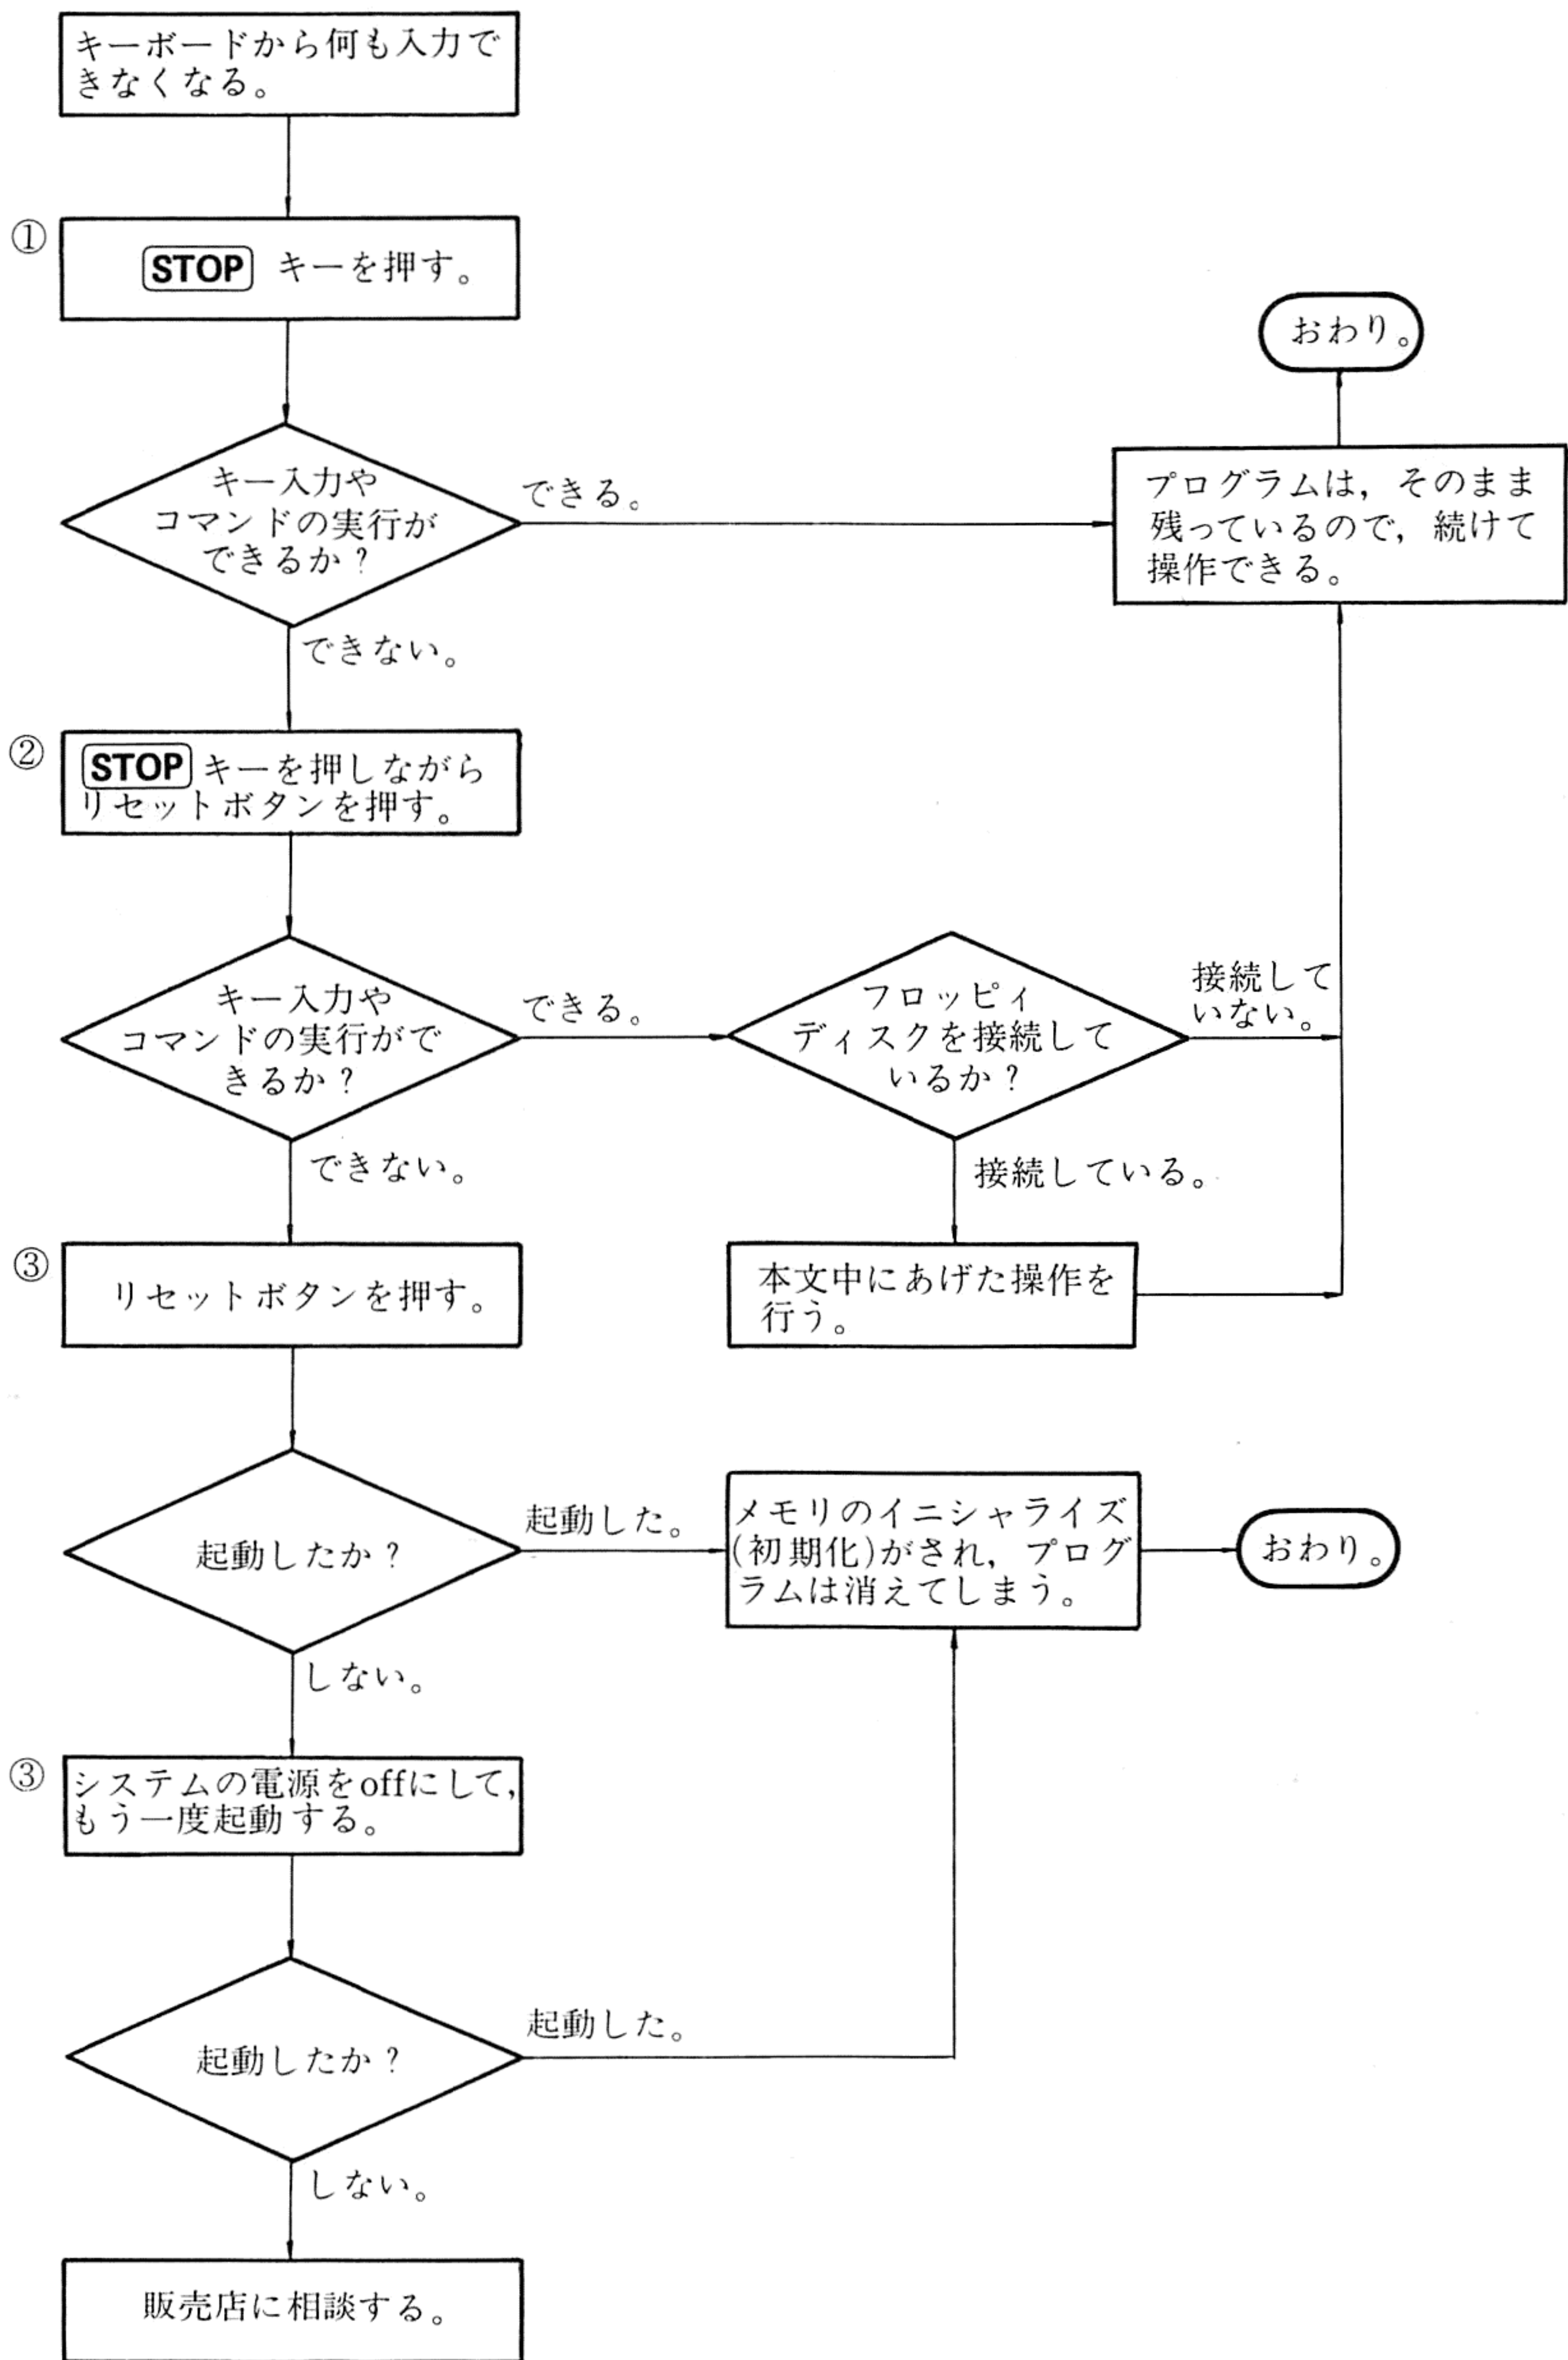 キーボードから何も入力で
きなくなる。
①
STOP キーを押す。
おわり。
キー入力や
コマンドの実行が
できるか？
できる。
プログラムは，そのまま
残っているので，続けて
操作できる。
できない。
②
STOP キーを押しながら
リセットボタンを押す。
キー入力や
コマンドの実行がで
きるか？
できる。
フロッピィ
ディスクを接続して
いるか？
接続して
いない。
できない。
接続している。
③
リセットボタンを押す。
本文中にあげた操作を
行う。
起動したか？
起動した。
メモリのイニシャライズ
(初期化)がされ，プログ
ラムは消えてしまう。
おわり。
しない。
③
システムの電源をoffにして，
もう一度起動する。
起動したか？
起動した。
しない。
販売店に相談する。